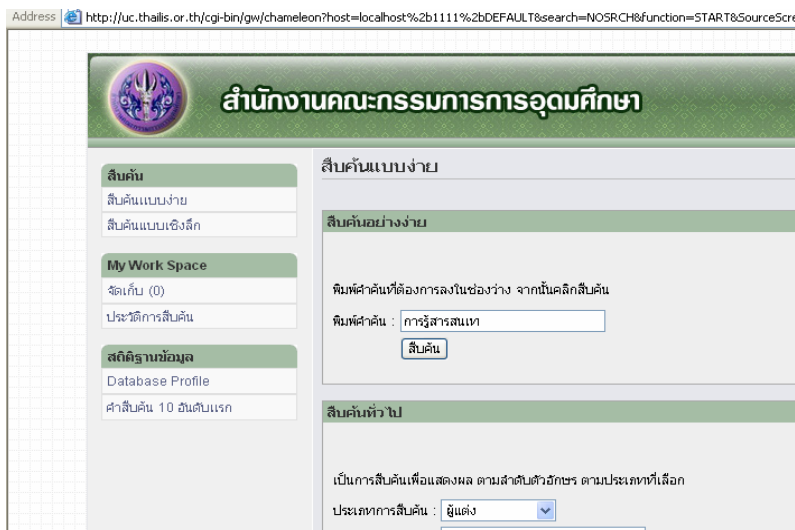 Address http://uc.thailis.or.th/cgi-bin/gw/chameleon?host=localhost%2b1111%2bDEFAULT&search=NOSRCH&function=START&SourceScre
สำนักงานคณะกรรมการการอุดมศึกษา
สืบค้น
สืบค้นแบบง่าย
สืบค้นแบบเชิงลึก
My Work Space
จัดเก็บ (0)
ประวัติการสืบค้น
สถิติฐานข้อมูล
Database Profile
คำสืบค้น 10 อันดับแรก
สืบค้นแบบง่าย
สืบค้นอย่างง่าย
พิมพ์คำค้นที่ต้องการลงในช่องว่าง จากนั้นคลิกสืบค้น
พิมพ์คำค้น : การรู้สารสนเทศ
สืบค้น
สืบค้นทั่วไป
เป็นการสืบค้นเพื่อแสดงผล ตามลำดับตัวอักษร ตามประเภทที่เลือก
ประเภทการสืบค้น : ผู้แต่ง